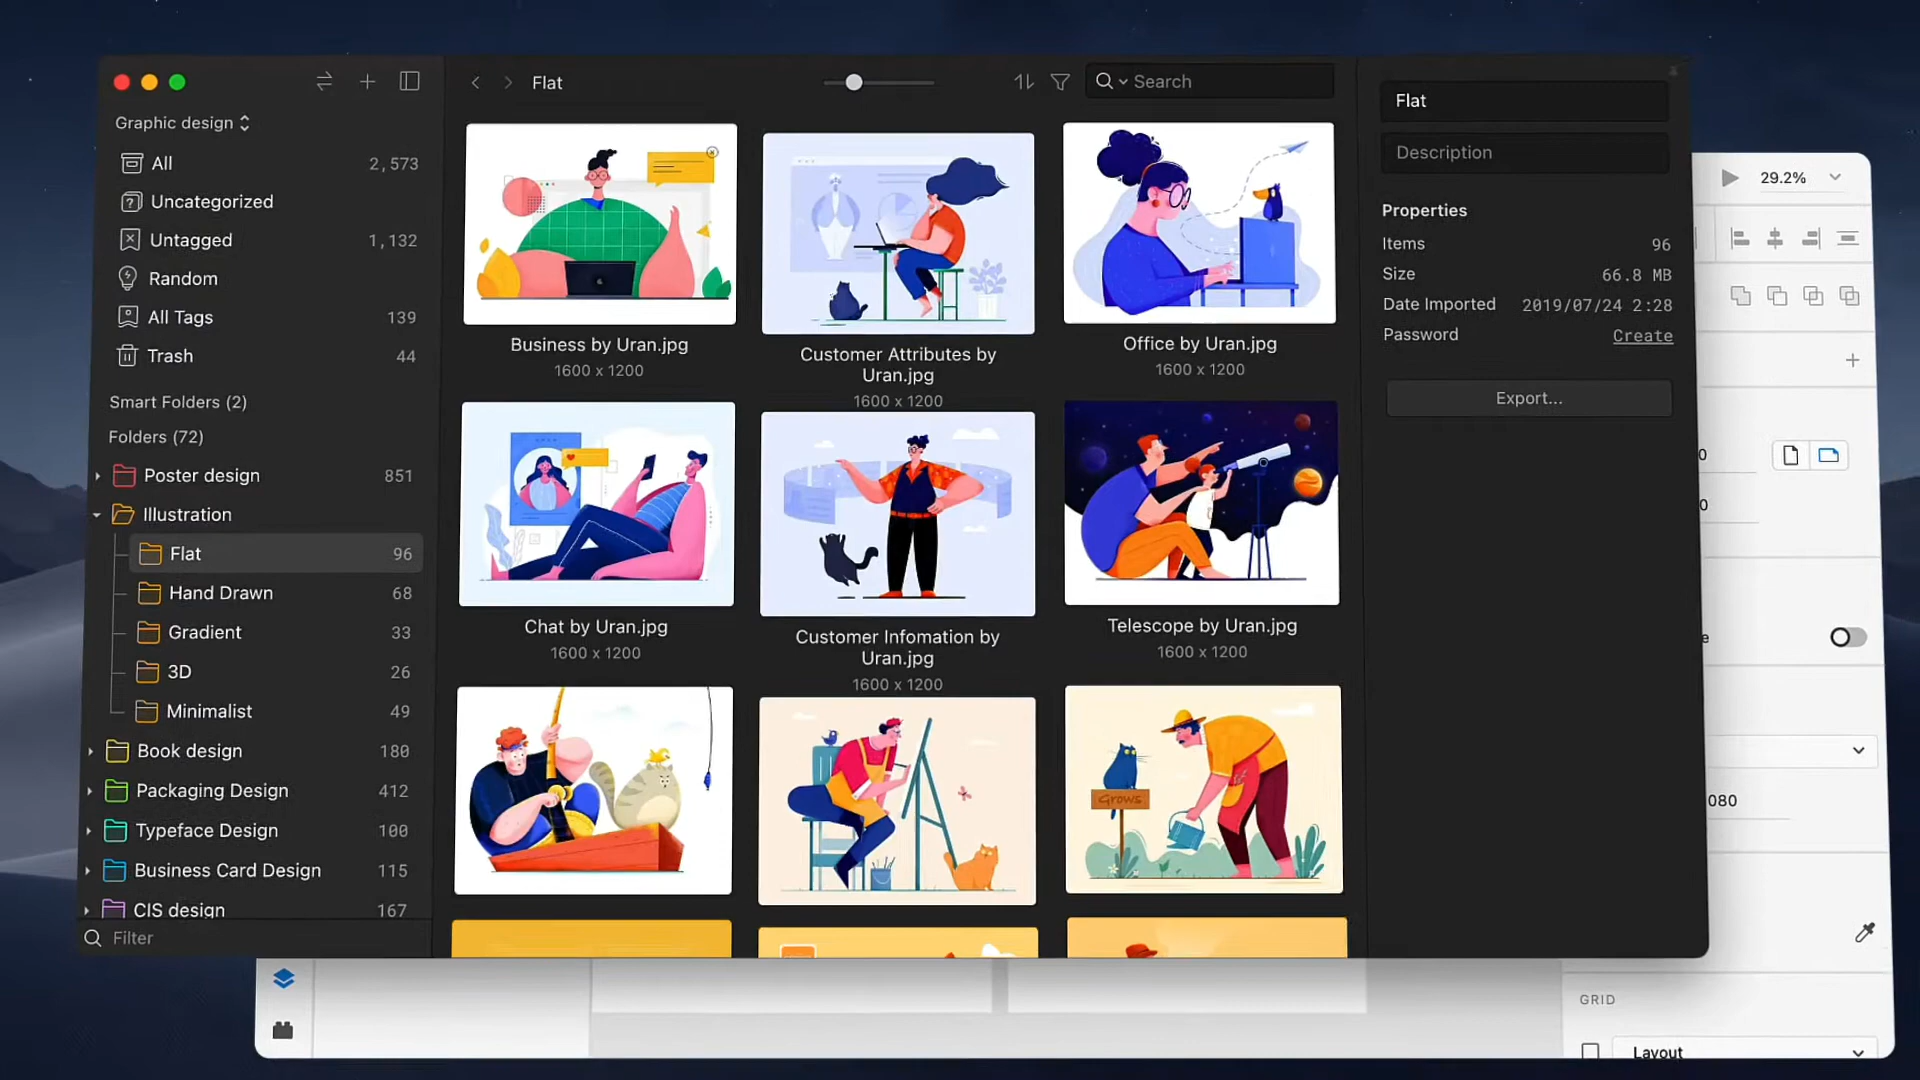 Flat
Search
Graphic design
All 2,573
Uncategorized
Untagged 1,132
Random
All Tags 139
Trash 44
Smart Folders (2)
Folders (72)
Poster design 851
Illustration
Flat 96
Hand Drawn 68
Gradient 33
3D 26
Minimalist 49
Book design 180
Packaging Design 412
Typeface Design 100
Business Card Design 115
CIS design 167
Filter
Business by Uran.jpg
1600 x 1200
Customer Attributes by
Uran.jpg
1600 x 1200
Office by Uran.jpg
1600 x 1200
Chat by Uran.jpg
1600 x 1200
Customer Infomation by
Uran.jpg
1600 x 1200
Telescope by Uran.jpg
1600 x 1200
Grows
Flat
Description
Properties
Items 96
Size 66.8 MB
Date Imported 2019/07/24 2:28
Password Create
Export...
29.2%
0
0
e
080
GRID
Layout